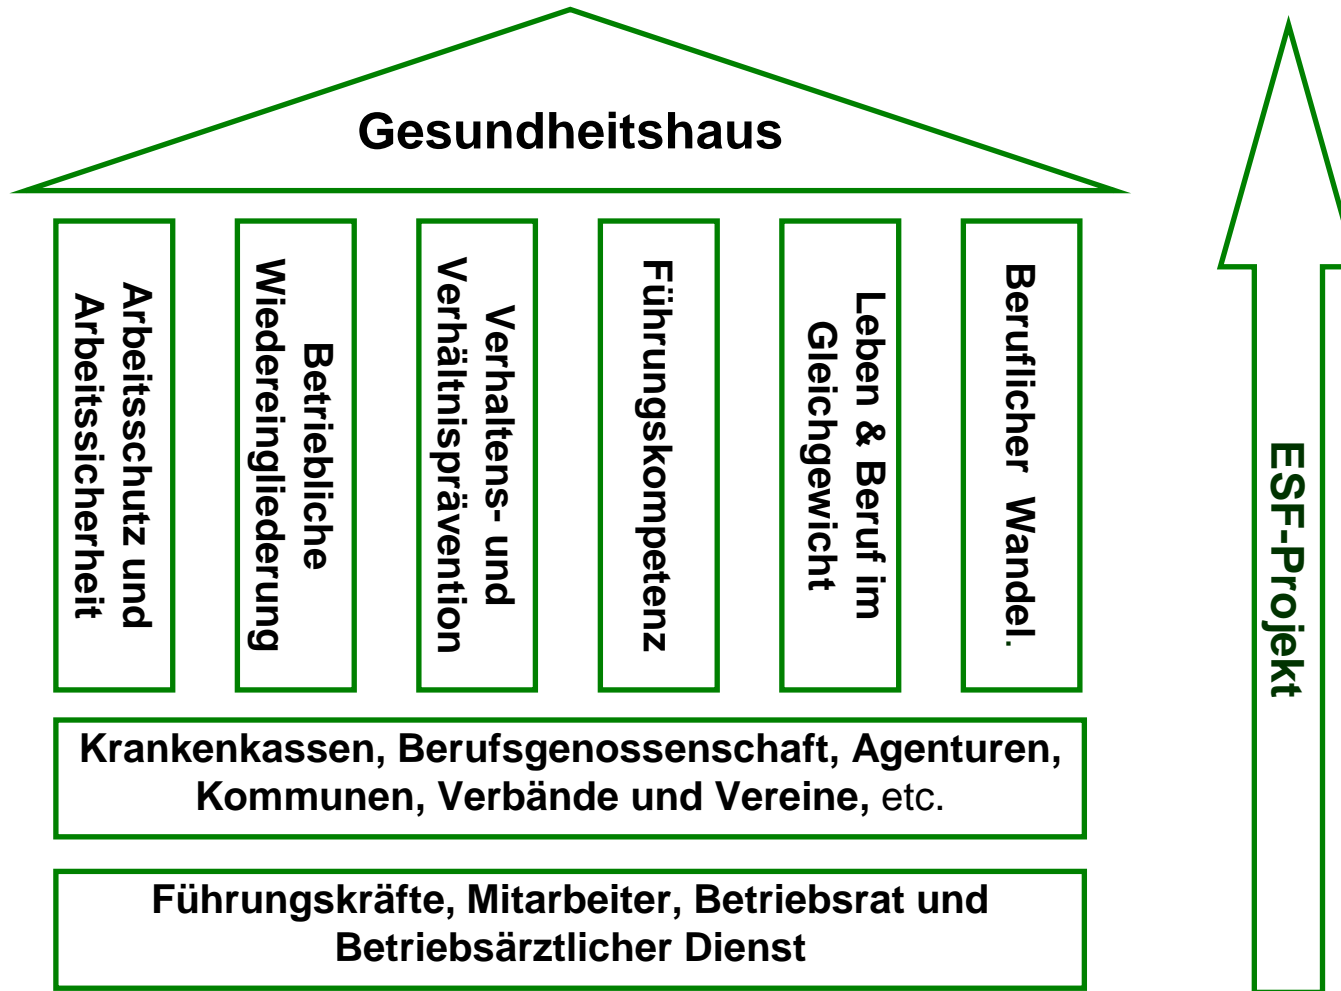 Gesundheitshaus
Arbeitsschutz und
Arbeitssicherheit
Betriebliche
Wiedereingliederung
Verhaltens- und
Verhältnisprävention
Führungskompetenz
Leben & Beruf im
Gleichgewicht
Beruflicher Wandel.
ESF-Projekt
Krankenkassen, Berufsgenossenschaft, Agenturen,
Kommunen, Verbände und Vereine, etc.
Führungskräfte, Mitarbeiter, Betriebsrat und
Betriebsärztlicher Dienst